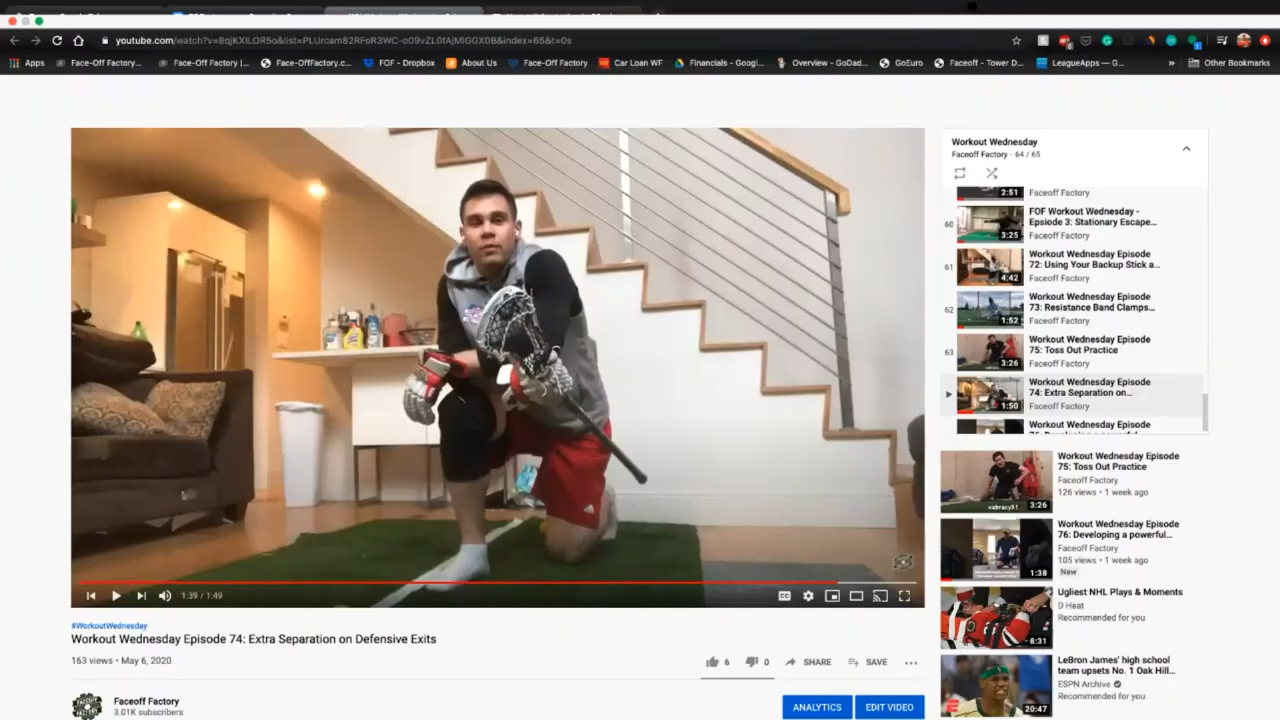 youtube.com/watch?v=8qjKXILOR5o&list=PLUrcam82RFoR3WC-o09vZL0fAjMIGGX08&index=65&t=0s
Apps
Face-Off Factory...
Face-Off Factory |...
Face-OffFactory.c...
FOF - Dropbox
About Us
Face-Off Factory
Car Loan WF
Financials - Googl...
Overview - GoDad...
GoEuro
Faceoff - Tower D...
LeagueApps — G...
»
Other Bookmarks
Workout Wednesday
Faceoff Factory - 64 / 65
2:51
Faceoff Factory
60
3:25
FOF Workout Wednesday -
Epsiode 3: Stationary Escape...
Faceoff Factory
61
4:42
Workout Wednesday Episode
72: Using Your Backup Stick a...
Faceoff Factory
62
1:52
Workout Wednesday Episode
73: Resistance Band Clamps...
Faceoff Factory
63
3:26
Workout Wednesday Episode
75: Toss Out Practice
Faceoff Factory
1:50
Workout Wednesday Episode
74: Extra Separation on...
Faceoff Factory
Workout Wednesday Episode
Workout Wednesday Episode
75: Toss Out Practice
Faceoff Factory
126 views • 1 week ago
3:26
Workout Wednesday Episode
76: Developing a powerful...
Faceoff Factory
105 views • 1 week ago
New
1:38
Ugliest NHL Plays & Moments
D Heat
Recommended for you
8:31
LeBron James' high school
team upsets No. 1 Oak Hill...
ESPN Archive
Recommended for you
20:47
1:39 / 1:49
#WorkoutWednesday
Workout Wednesday Episode 74: Extra Separation on Defensive Exits
163 views • May 6, 2020
6
0
SHARE
SAVE
Faceoff Factory
3.01K subscribers
ANALYTICS
EDIT VIDEO